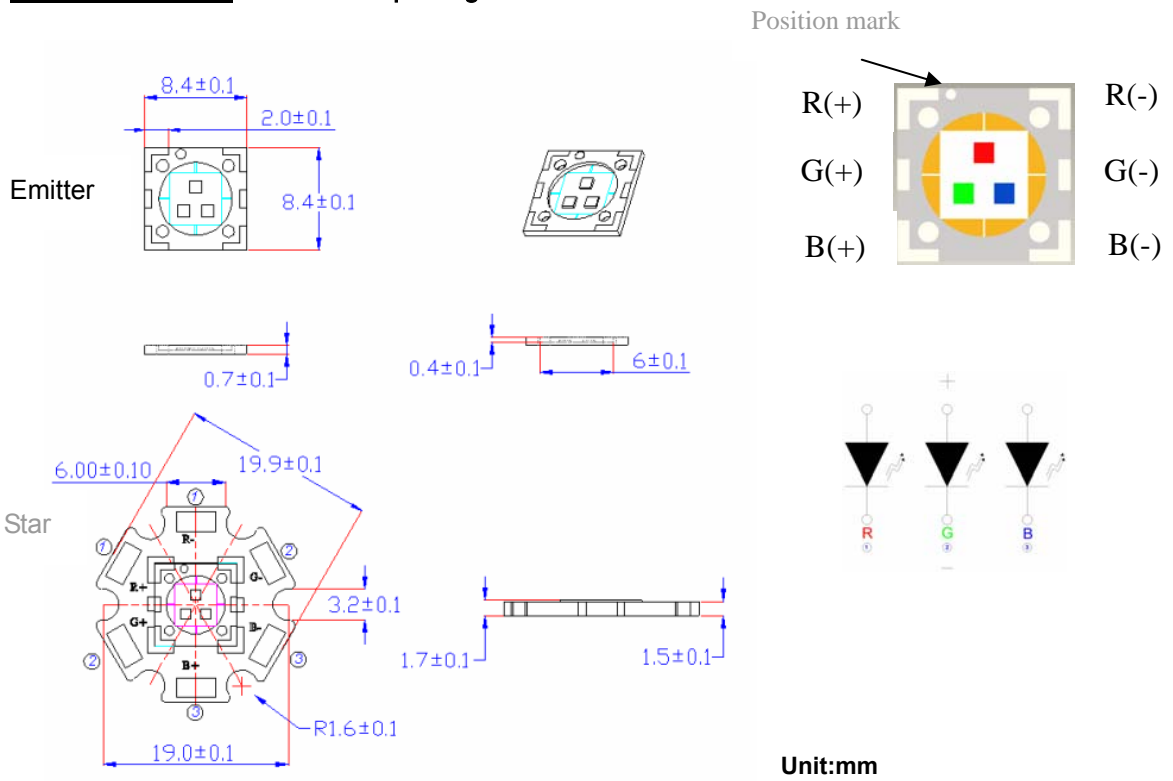 Position mark
8.4±0.1
2.0±0.1
Emitter
8.4±0.1
R(+)
R(-)
G(+)
G(-)
B(+)
B(-)
0.7±0.1
0.4±0.1
6±0.1
+
R
G
B
1
2
3
−
Star
6.00±0.10
19.9±0.1
1
R-
1
2
R+
G-
G+
B-
3.2±0.1
2
B+
3
3
R1.6±0.1
19.0±0.1
1.7±0.1
1.5±0.1
Unit:mm